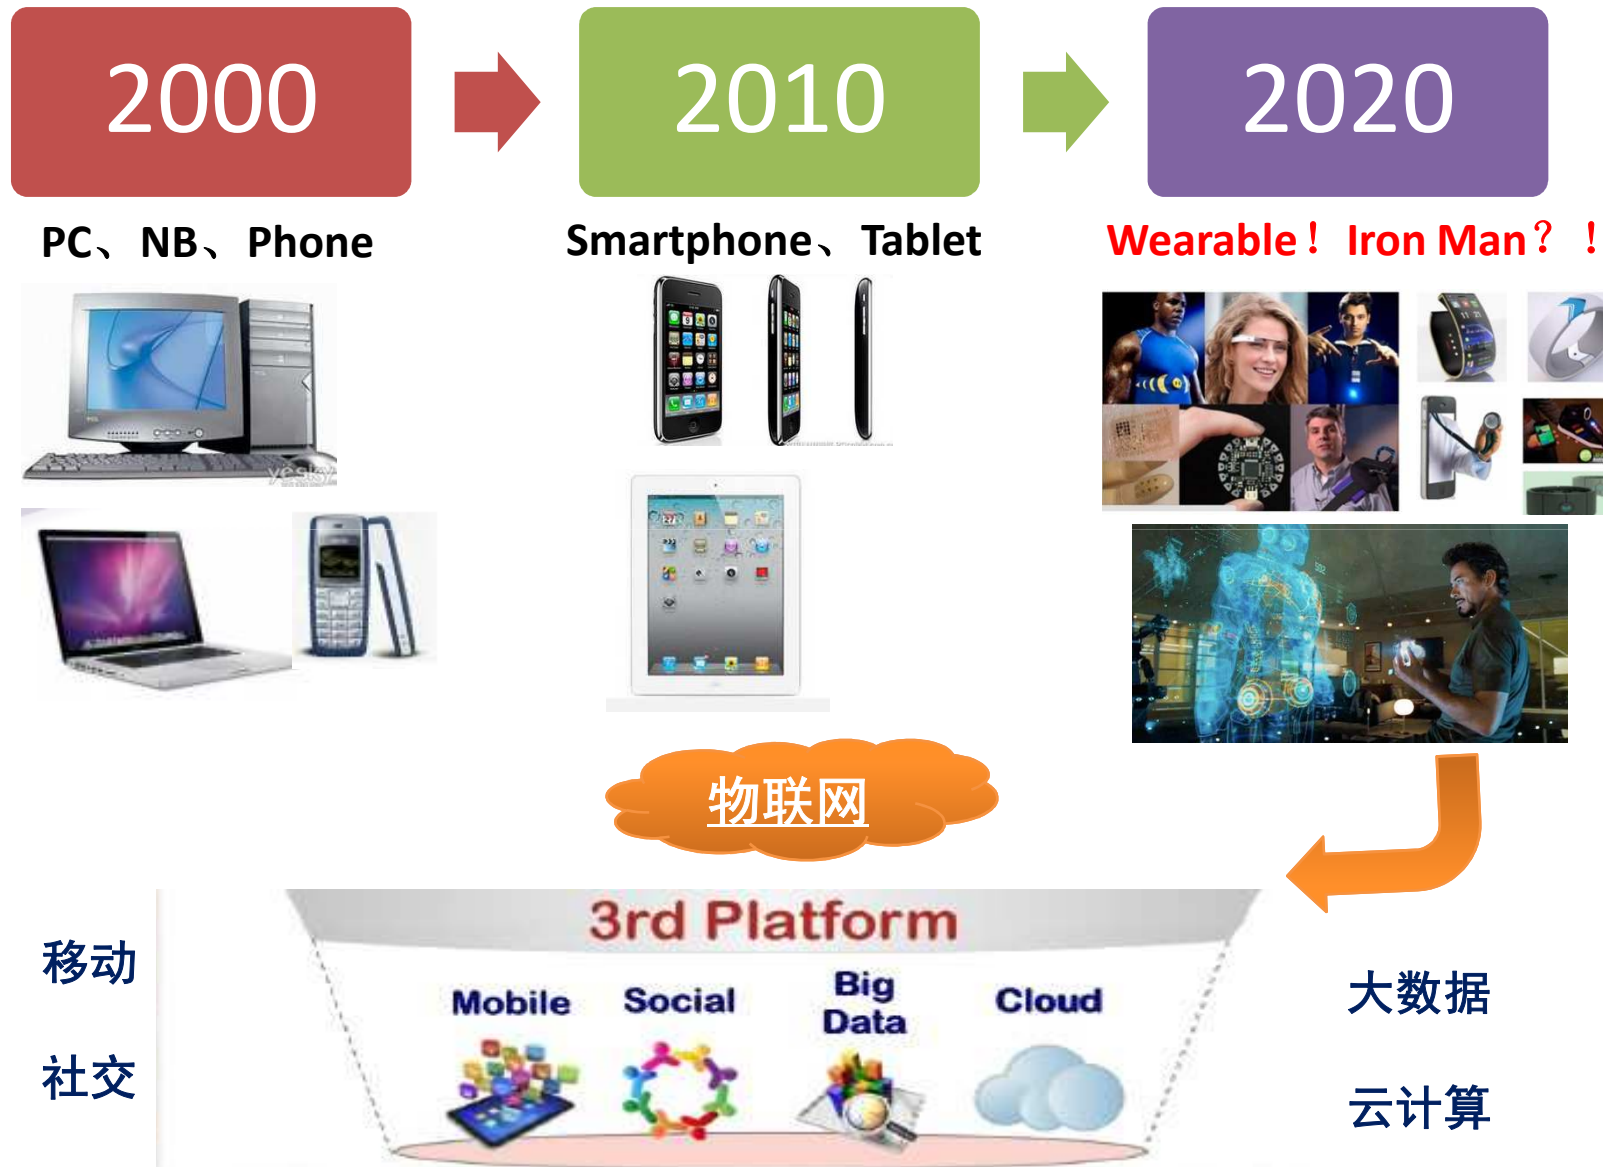 2000
2010
2020
PC、NB、Phone
Smartphone、Tablet
Wearable！Iron Man？！
yesky
物联网
3rd Platform
移动
社交
Mobile
Social
Big
Data
Cloud
大数据
云计算